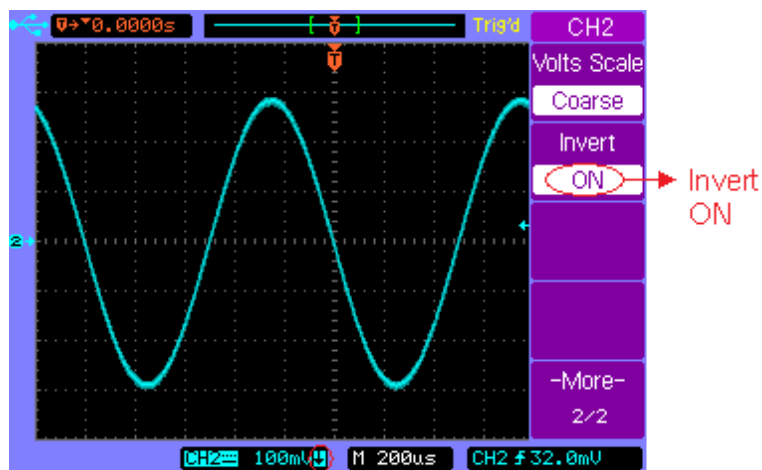 T→▼0.0000s [ T ] Trig'd CH2
T
Volts Scale
Coarse
Invert
ON
Invert
ON
2
-More-
2/2
CH2 100mV M 200us CH2 32.0mV